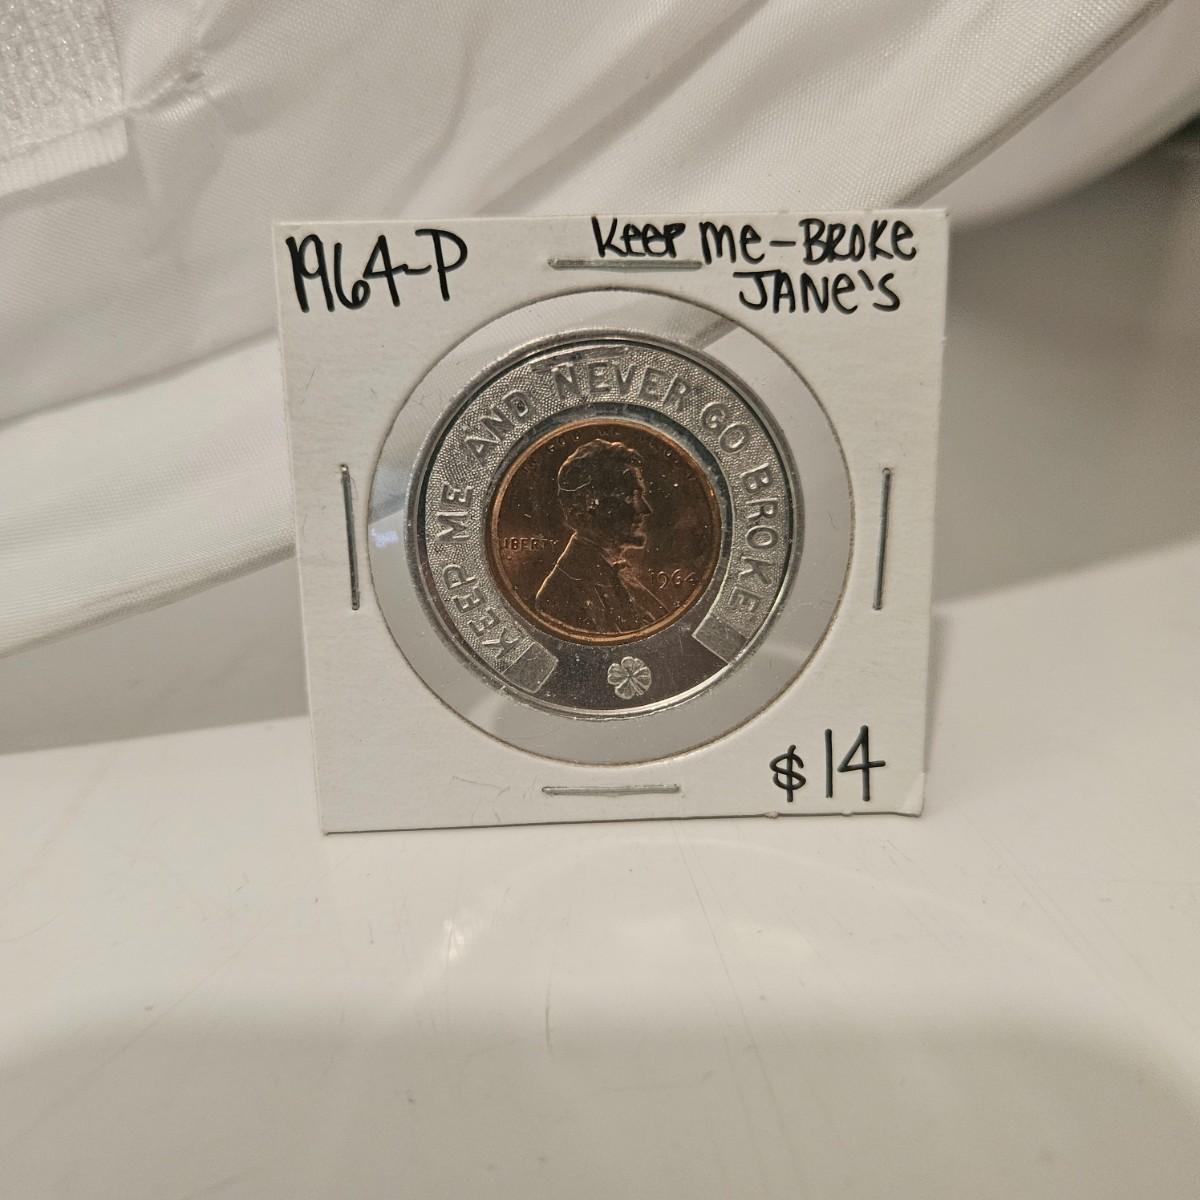 1964-P
Keep Me-Broke
Jane's
KEEP ME AND NEVER GO BROKE
LIBERTY
1964
$14